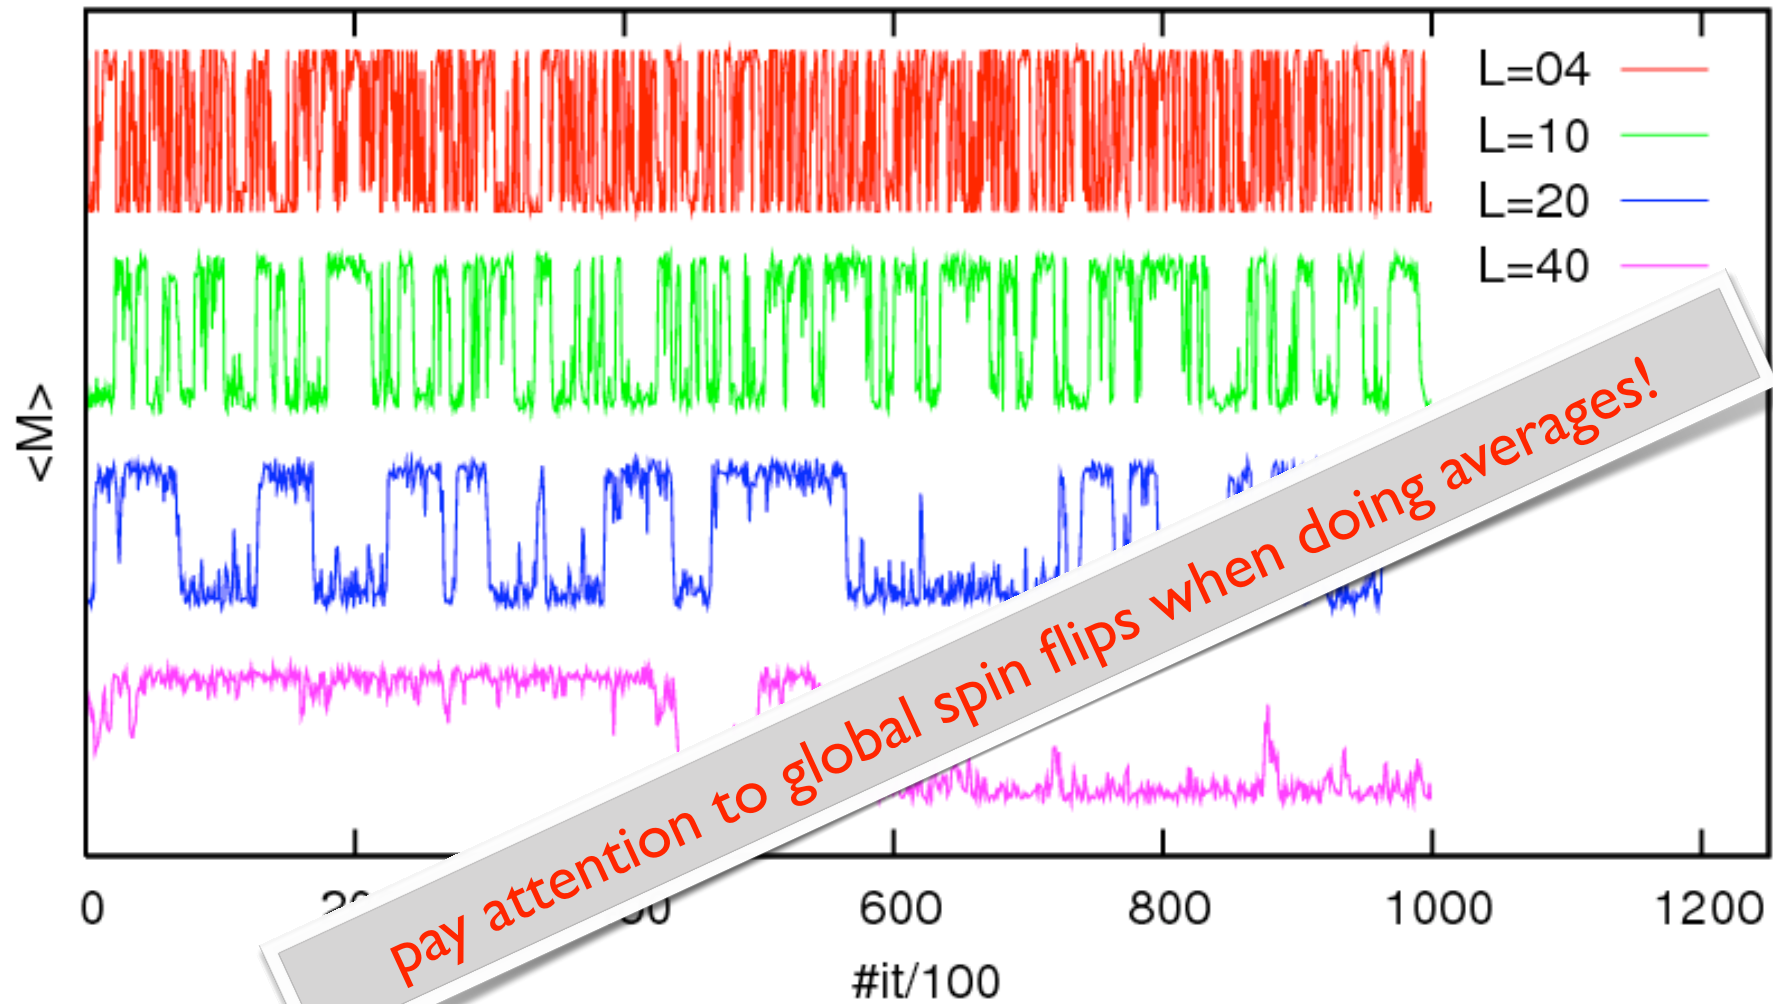 L=04
L=10
L=20
L=40
<M>
pay attention to global spin flips when doing averages!
0 600 800 1000 1200
#it/100